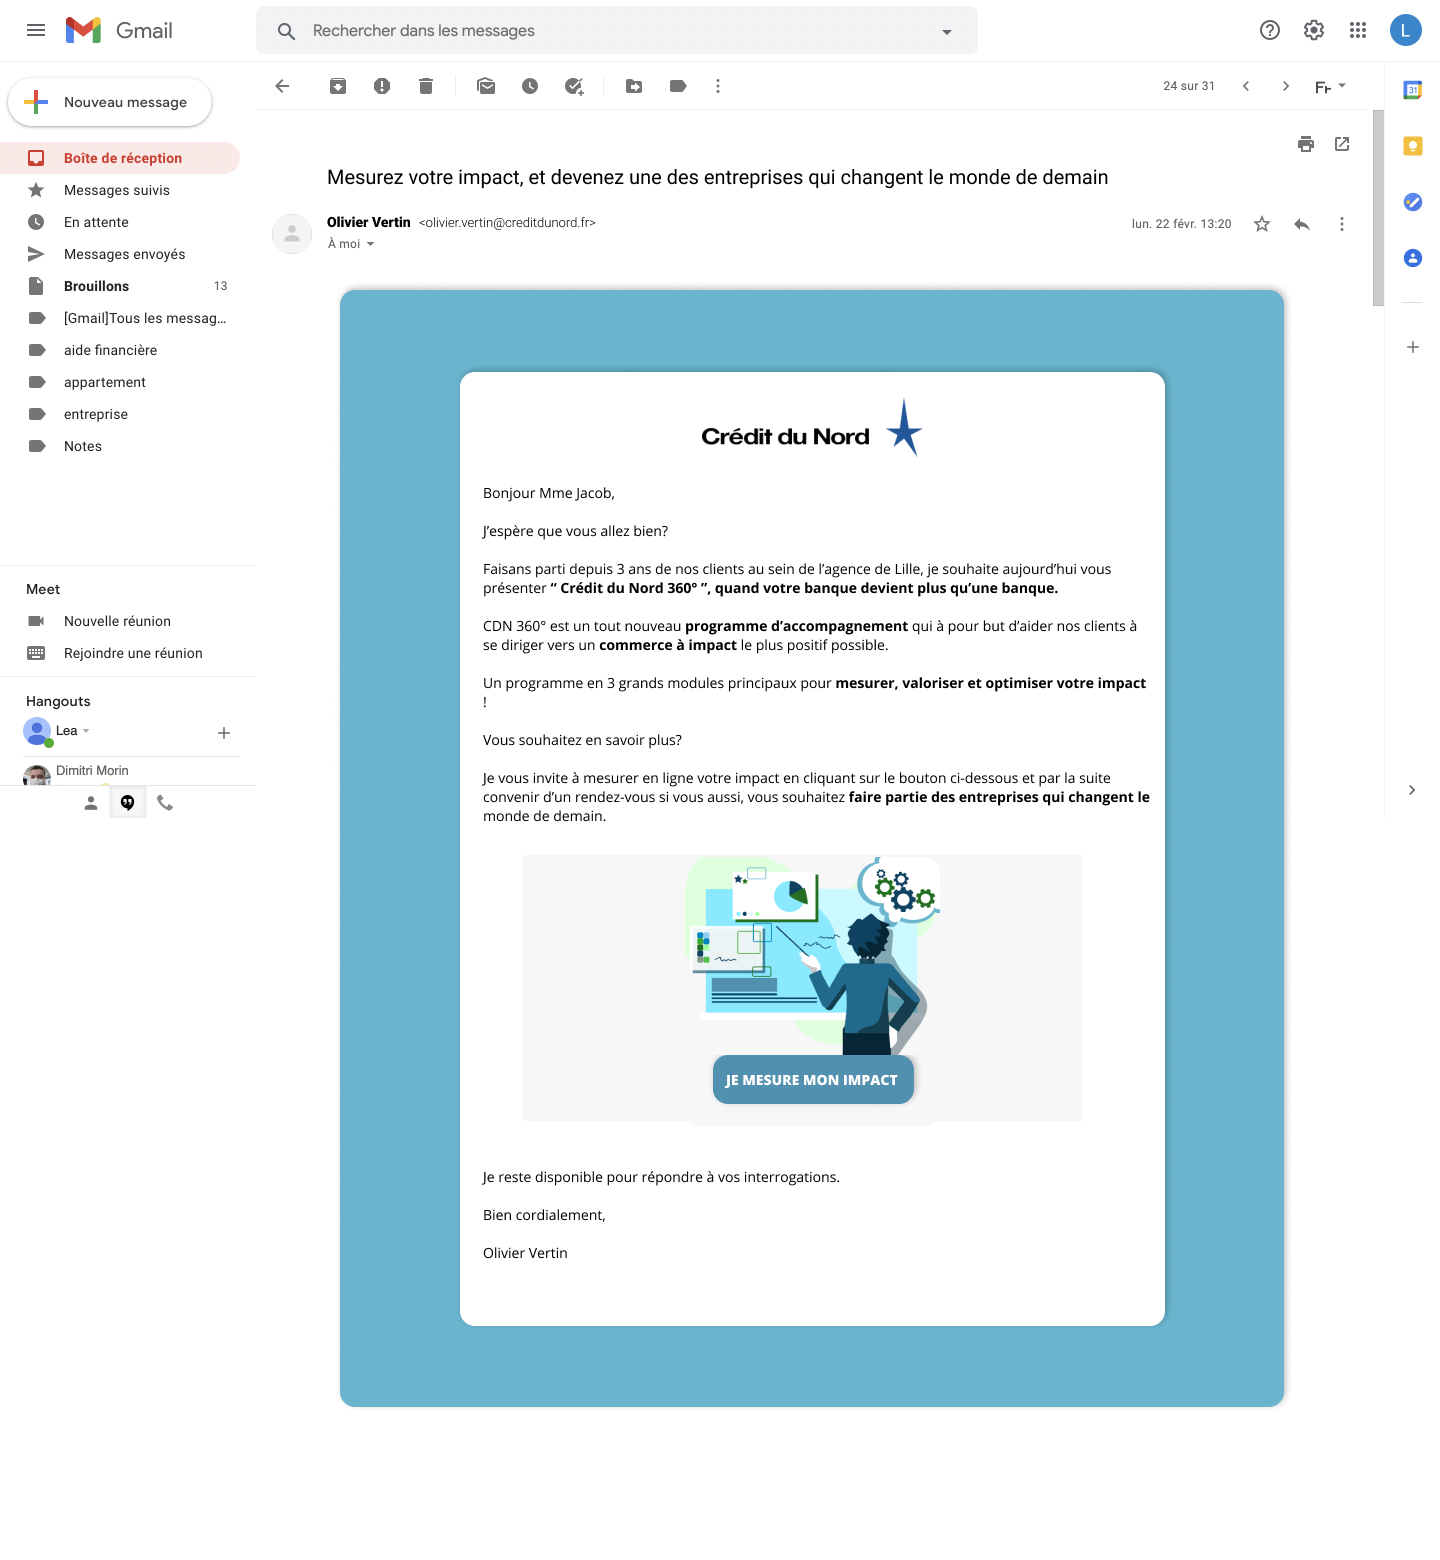 Gmail
Rechercher dans les messages
L
Nouveau message
24 sur 31
Boîte de réception
Messages suivis
En attente
Messages envoyés
Brouillons 13
[Gmail]Tous les messag...
aide financière
appartement
entreprise
Notes
Meet
Nouvelle réunion
Rejoindre une réunion
Hangouts
Lea
Dimitri Morin
31
Mesurez votre impact, et devenez une des entreprises qui changent le monde de demain
Olivier Vertin <olivier.vertin@creditdunord.fr>
lun. 22 févr. 13:20
À moi
Crédit du Nord
Bonjour Mme Jacob,
J'espère que vous allez bien?
Faisans parti depuis 3 ans de nos clients au sein de l'agence de Lille, je souhaite aujourd'hui vous
présenter “ Crédit du Nord 360° ”, quand votre banque devient plus qu'une banque.
CDN 360° est un tout nouveau programme d'accompagnement qui à pour but d'aider nos clients à
se diriger vers un commerce à impact le plus positif possible.
Un programme en 3 grands modules principaux pour mesurer, valoriser et optimiser votre impact
!
Vous souhaitez en savoir plus?
Je vous invite à mesurer en ligne votre impact en cliquant sur le bouton ci-dessous et par la suite
convenir d'un rendez-vous si vous aussi, vous souhaitez faire partie des entreprises qui changent le
monde de demain.
JE MESURE MON IMPACT
Je reste disponible pour répondre à vos interrogations.
Bien cordialement,
Olivier Vertin